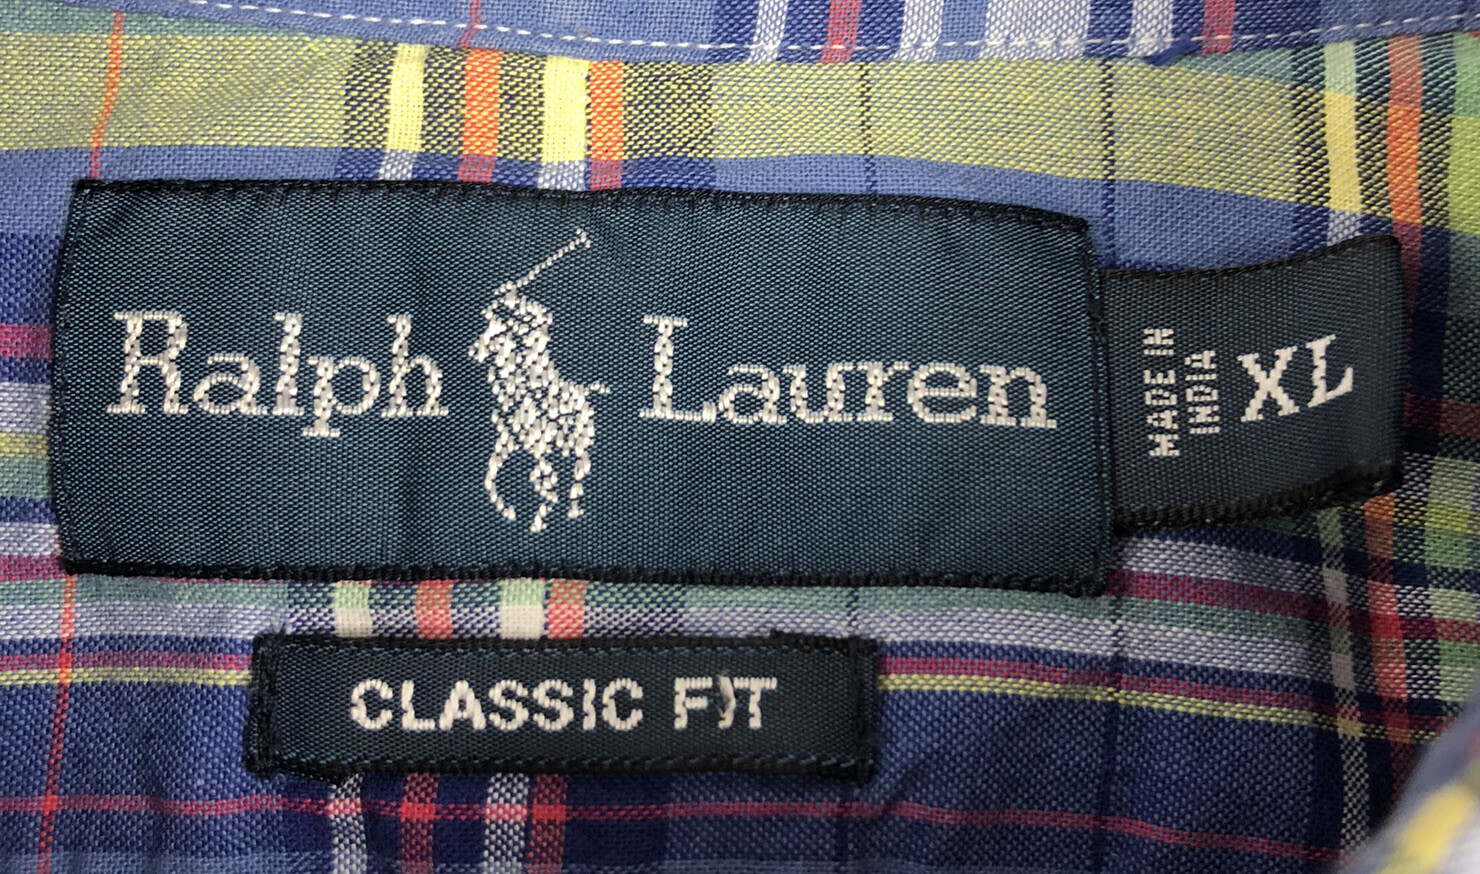 Ralph Lauren
MADE IN
INDIA
XL
CLASSIC FIT